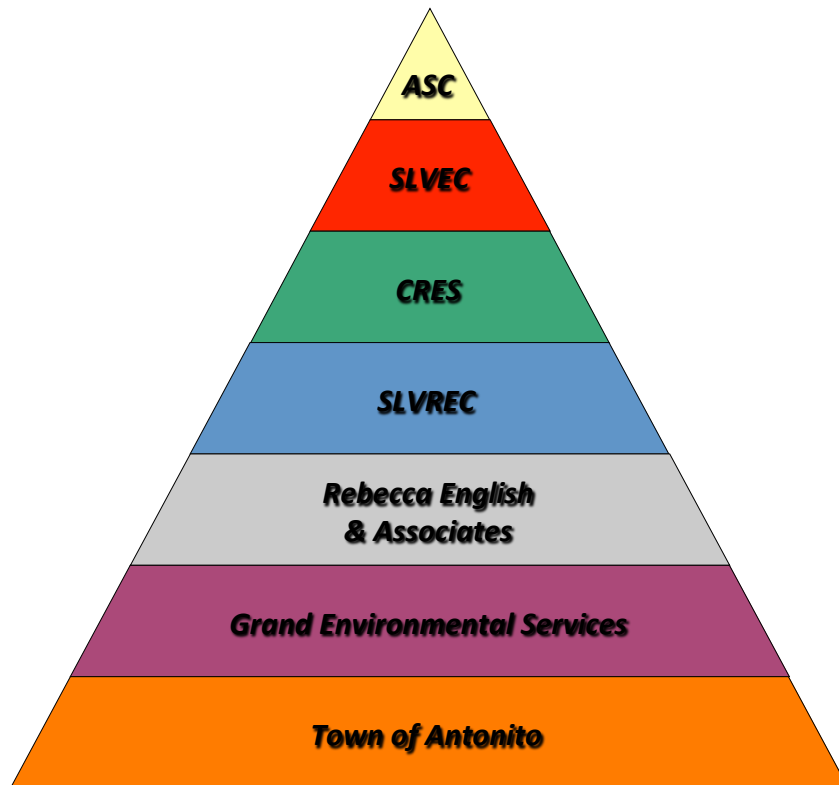 ASC
SLVEC
CRES
SLVREC
Rebecca English
& Associates
Grand Environmental Services
Town of Antonito